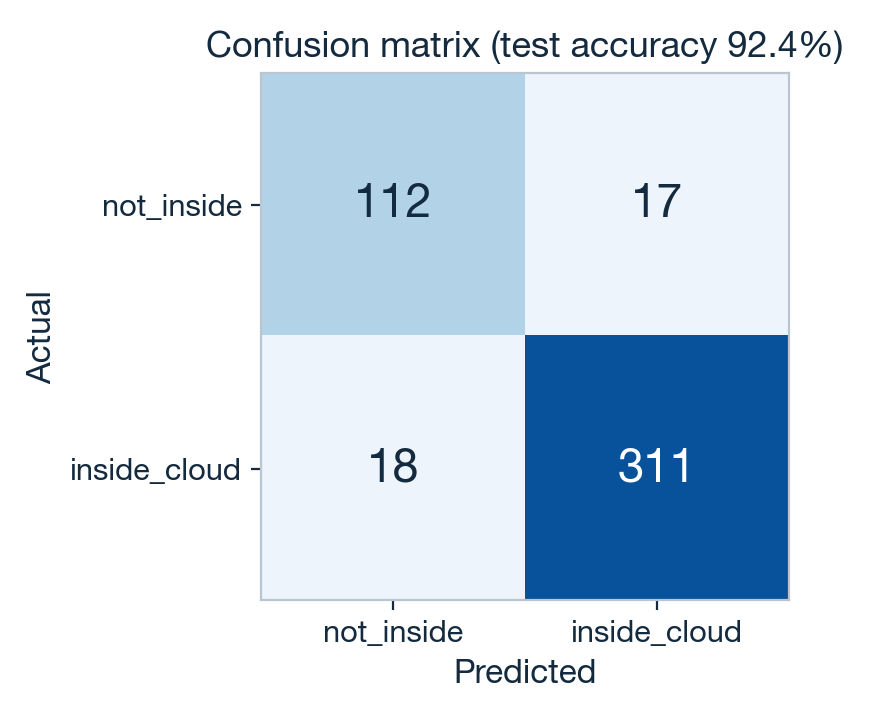 Confusion matrix (test accuracy 92.4%)
not_inside
112
17
Actual
inside_cloud
18
311
not_inside
inside_cloud
Predicted